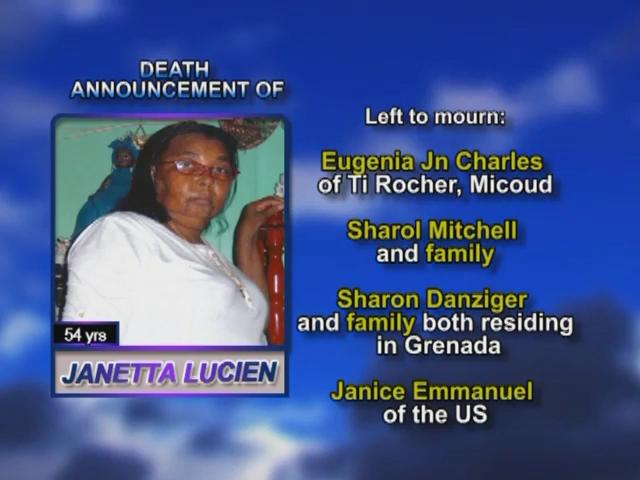 DEATH
ANNOUNCEMENT OF
54 yrs
JANETTA LUCIEN
Left to mourn:
Eugenia Jn Charles
of Ti Rocher, Micoud
Sharol Mitchell
and family
Sharon Danziger
and family both residing
in Grenada
Janice Emmanuel
of the US